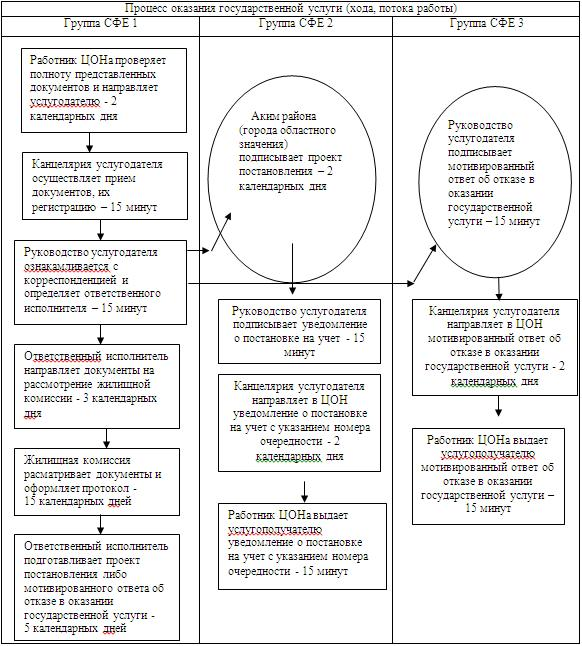 Процесс оказания государственной услуги (хода, потока работы)
Группа СФЕ 1
Группа СФЕ 2
Группа СФЕ 3
Работник ЦОНа проверяет
полноту представленных
документов и направляет
услугодателю - 2
календарных дня
Канцелярия услугодателя
осуществляет прием
документов, их
регистрацию – 15 минут
Руководство услугодателя
ознакамливается с
корреспонденцией и
определяет ответственного
исполнителя – 15 минут
Ответственный исполнитель
направляет документы на
рассмотрение жилищной
комиссии - 3 календарных
дня
Жилищная комиссия
расматривает документы и
оформляет протокол -
15 календарных дней
Ответственный исполнитель
подготавливает проект
постановления либо
мотивированного ответа об
отказе в оказании
государственной услуги -
5 календарных дней
Аким района
(города областного
значения)
подписывает проект
постановления – 2
календарных дня
Руководство услугодателя
подписывает уведомление
о постановке на учет - 15
минут
Канцелярия услугодателя
направляет в ЦОН
уведомление о постановке
на учет с указанием номера
очередности - 2
календарных дня
Работник ЦОНа выдает
услугополучателю
уведомление о постановке
на учет с указанием номера
очередности - 15 минут
Руководство
услугодателя
подписывает
мотивированный
ответ об отказе в
оказании
государственной
услуги – 15 минут
Канцелярия услугодателя
направляет в ЦОН
мотивированный ответ об
отказе в оказании
государственной услуги - 2
календарных дня
Работник ЦОНа выдает
услугополучателю
мотивированный ответ об
отказе в оказании
государственной услуги –
15 минут